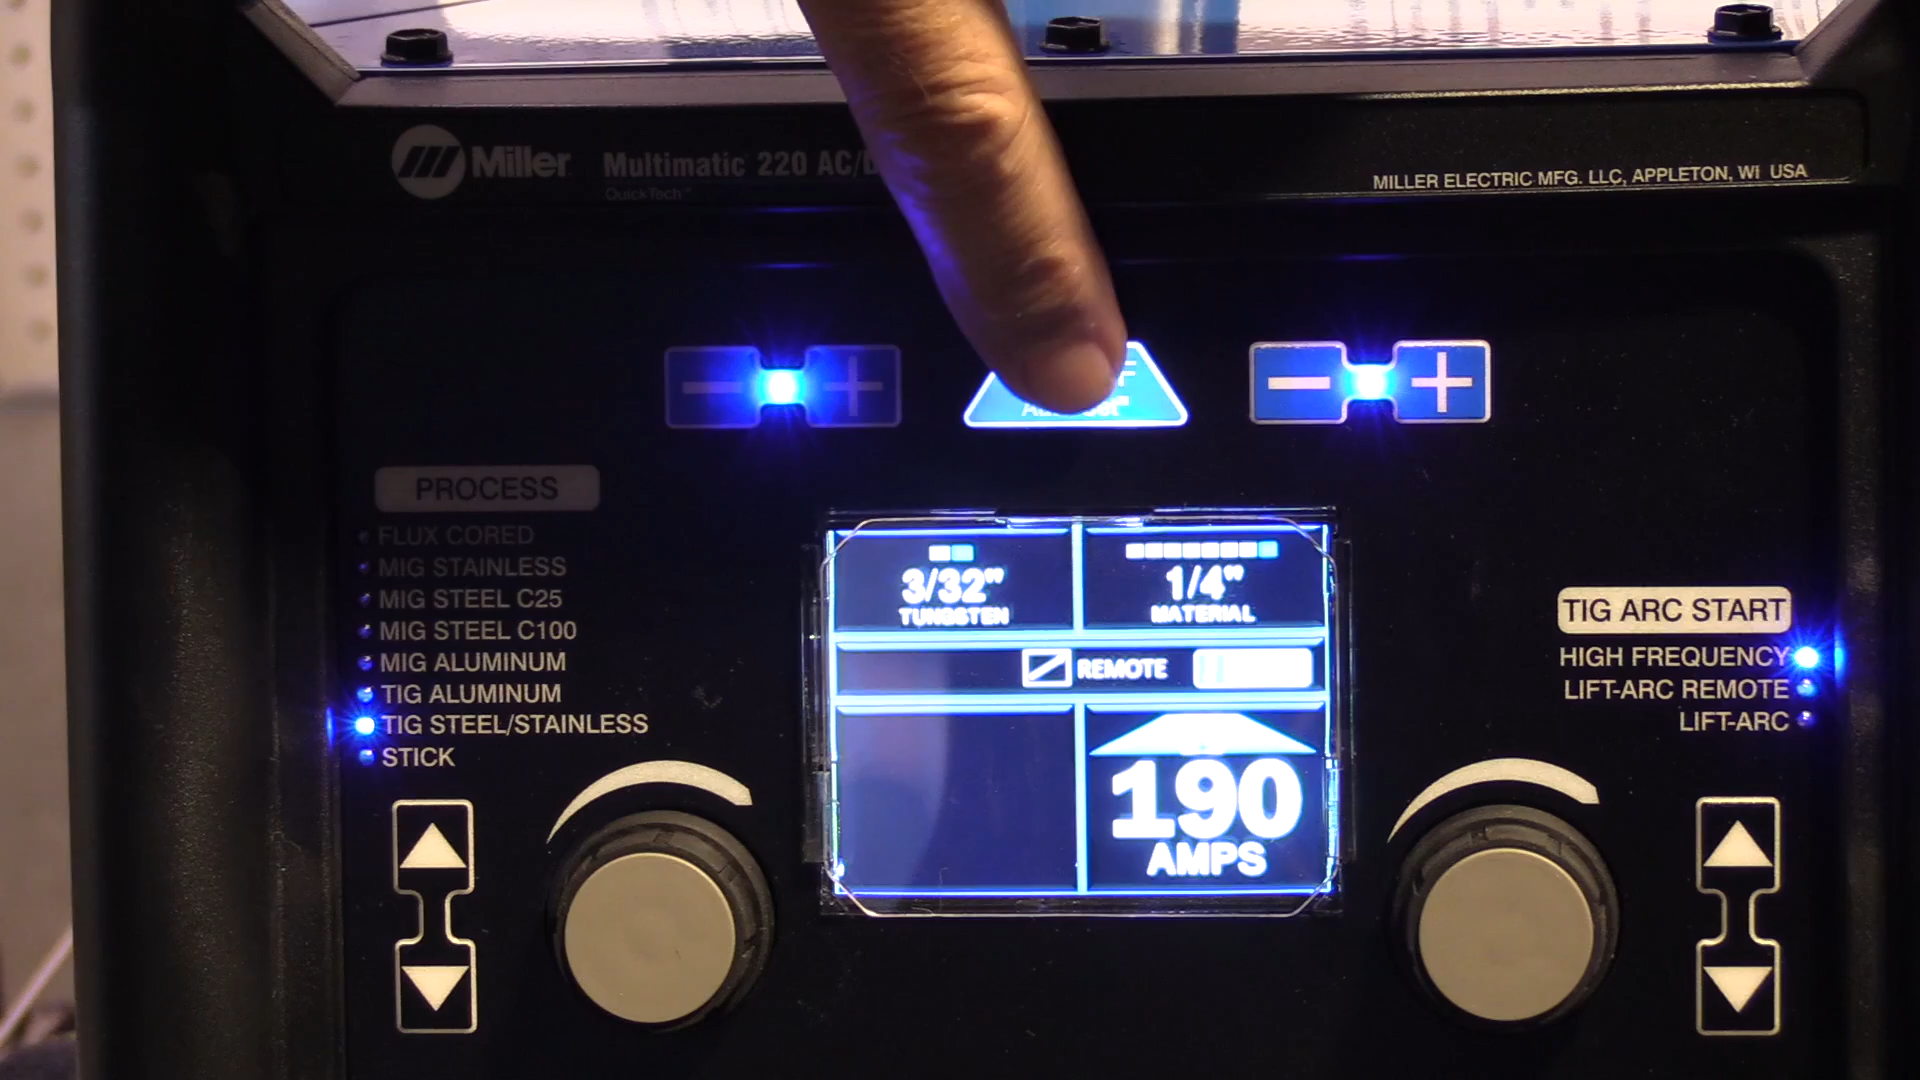 Miller
Multimatic 220 AC/D
QuickTech™
MILLER ELECTRIC MFG. LLC, APPLETON, WI USA
− +
− +
PROCESS
FLUX CORED
MIG STAINLESS
MIG STEEL C25
MIG STEEL C100
MIG ALUMINUM
TIG ALUMINUM
TIG STEEL/STAINLESS
STICK
3/32"
TUNGSTEN
1/4"
MATERIAL
REMOTE
190
AMPS
TIG ARC START
HIGH FREQUENCY
LIFT-ARC REMOTE
LIFT-ARC